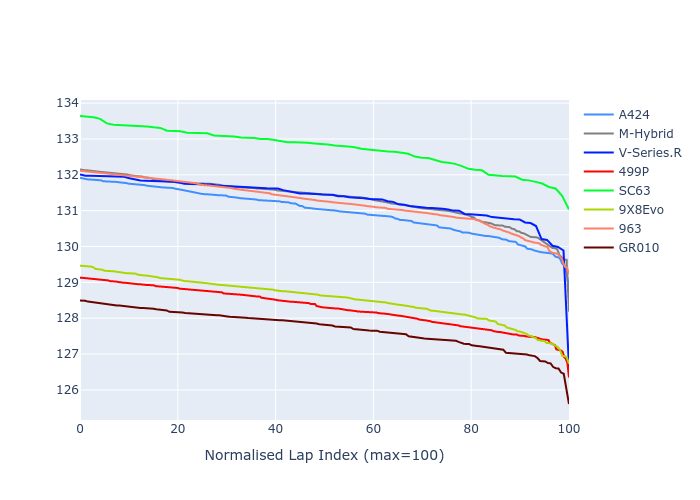 134
133
132
131
130
129
128
127
126
0 20 40 60 80 100
Normalised Lap Index (max=100)
A424
M-Hybrid
V-Series.R
499P
SC63
9X8Evo
963
GR010